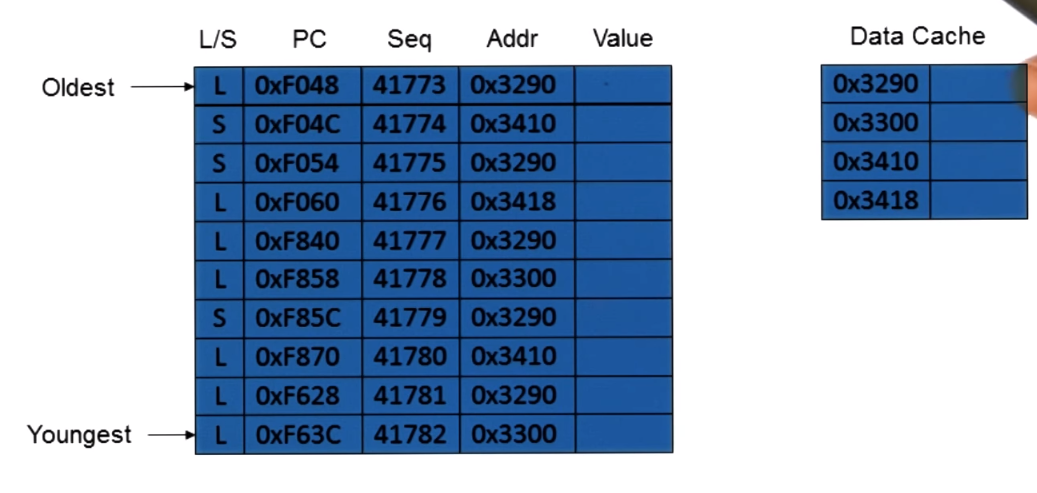 L/S PC Seq Addr Value Data Cache
Oldest L 0xF048 41773 0x3290 0x3290
S 0xF04C 41774 0x3410 0x3300
S 0xF054 41775 0x3290 0x3410
L 0xF060 41776 0x3418 0x3418
L 0xF840 41777 0x3290
L 0xF858 41778 0x3300
S 0xF85C 41779 0x3290
L 0xF870 41780 0x3410
L 0xF628 41781 0x3290
Youngest L 0xF63C 41782 0x3300